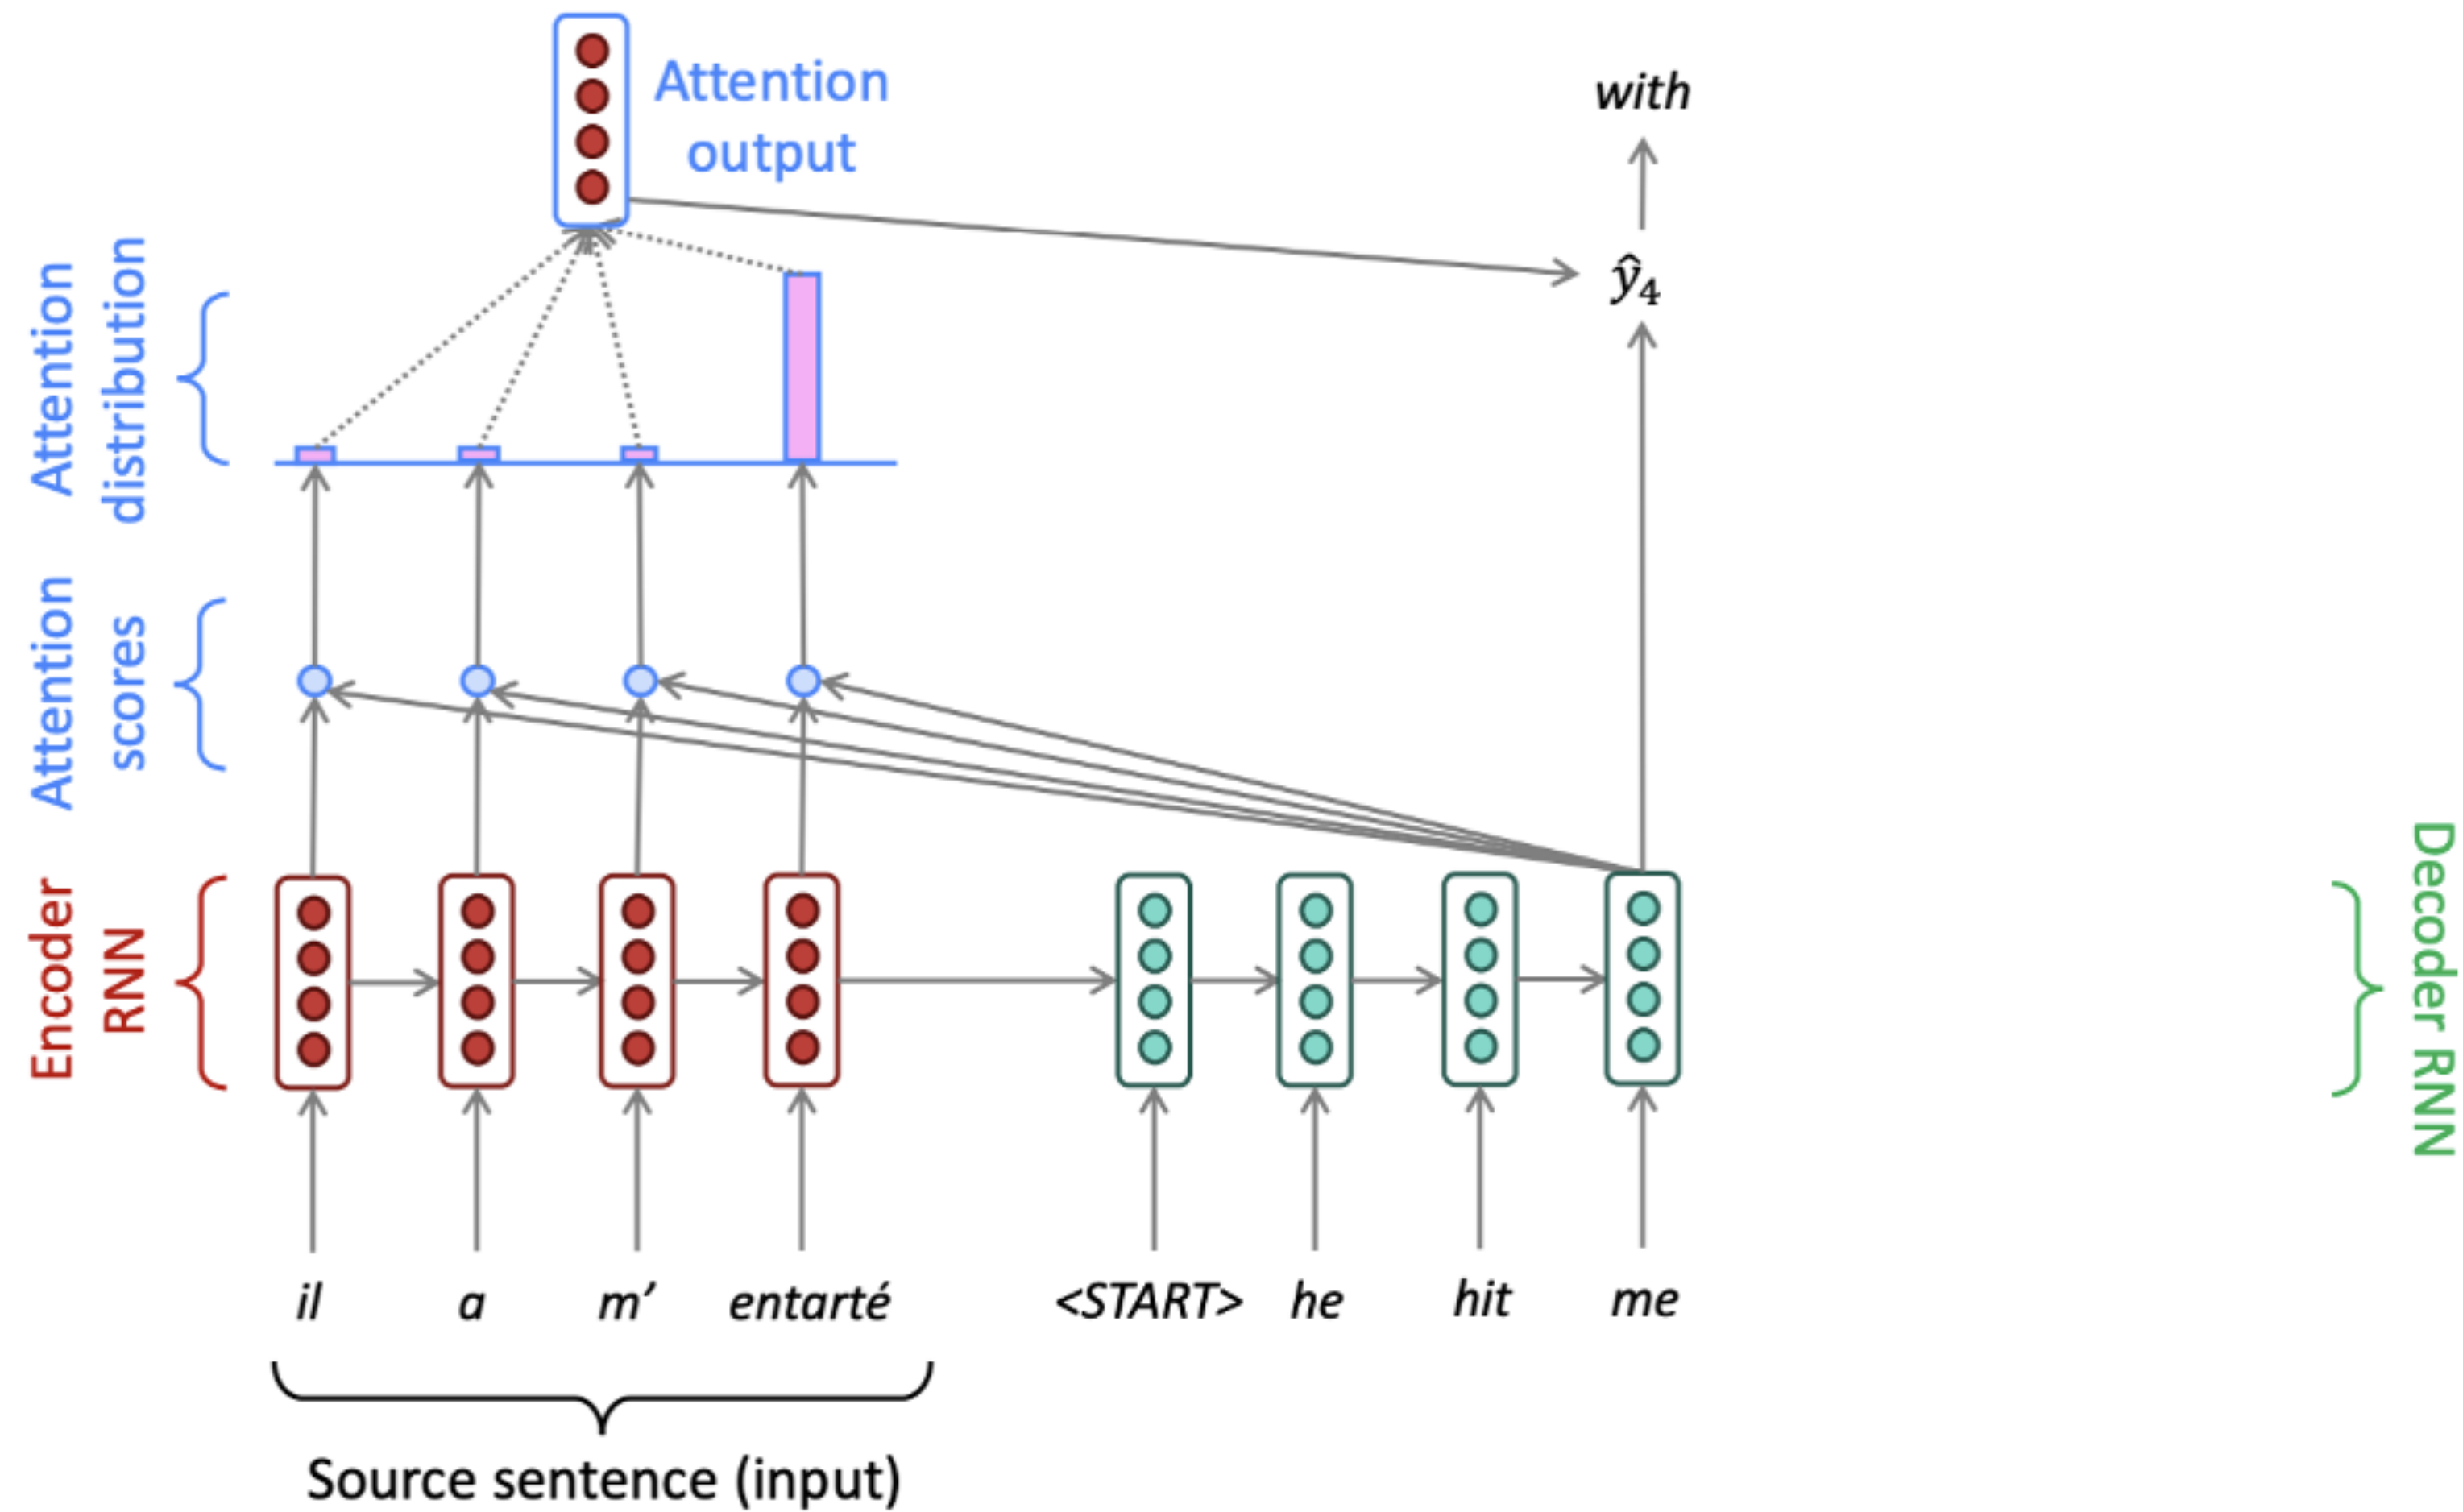 Attention
output
with
ŷ₄
Attention
distribution
Attention
scores
Encoder
RNN
Decoder RNN
il a m’ entarté <START> he hit me
Source sentence (input)